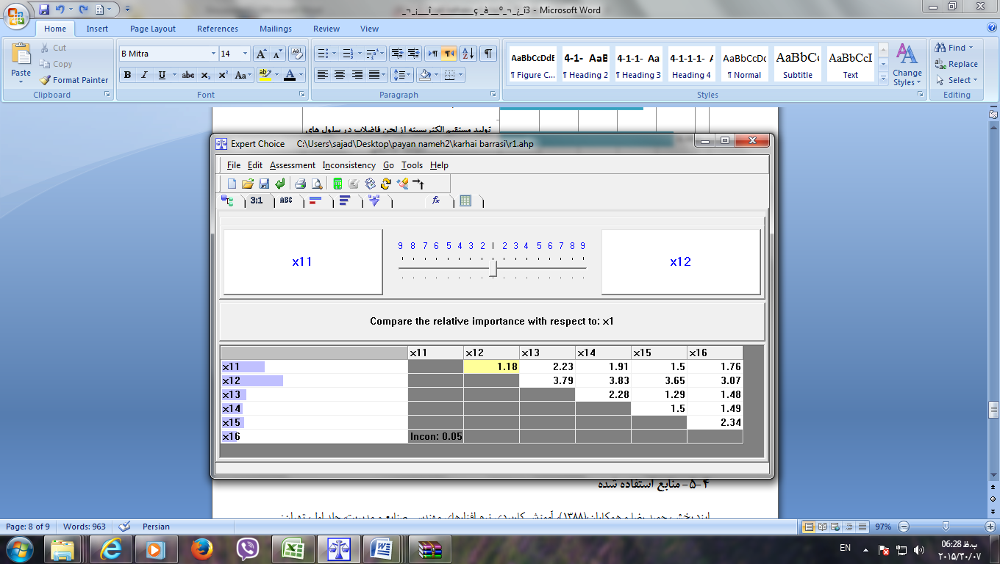 - Microsoft Word
Home Insert Page Layout References Mailings Review View
Paste
Cut
Copy
Format Painter
Clipboard
B Mitra 14
Font
Paragraph
AaBbCcDdE 4-1- AaB 4-1-1- Aa 4-1-1-1- A AaBbCcDc AaBbC AaBbCcI
¶ Figure C... ¶ Heading 2 ¶ Heading 3 Heading 4 ¶ Normal Subtitle Text
Change Styles
Styles
Find
Replace
Select
Editing
تولید مستقیم الکتریسیته از لجن فاضلاب در سلول های
Expert Choice C:\Users\sajad\Desktop\payan nameh2\karhai barrasi\r1.ahp
File Edit Assessment Inconsistency Go Tools Help
3:1 ABC fx
x11
9 8 7 6 5 4 3 2 1 2 3 4 5 6 7 8 9
x12
Compare the relative importance with respect to: x1
x11 x12 x13 x14 x15 x16
x11 1.18 2.23 1.91 1.5 1.76
x12 3.79 3.83 3.65 3.07
x13 2.28 1.29 1.48
x14 1.5 1.49
x15 2.34
x16 Incon: 0.05
۴-۵- منابع استفاده شده
Page: 8 of 9 Words: 963 Persian 97%
EN
06:28 ب.ظ
۲۰۱۵/۳۰/۰۷